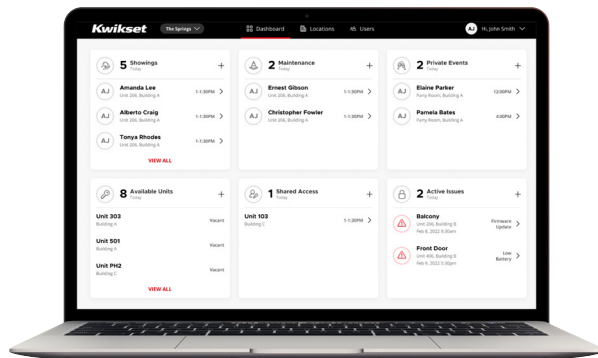 Kwikset
The Springs
Dashboard
Locations
Users
AJ
Hi, John Smith
5 Showings
Today
+
AJ
Amanda Lee
Unit 206, Building A
1-1:30PM
AJ
Alberto Craig
Unit 206, Building A
1-1:30PM
AJ
Tonya Rhodes
Unit 206, Building A
1-1:30PM
VIEW ALL
2 Maintenance
Today
+
AJ
Ernest Gibson
Unit 206, Building A
1-1:30PM
AJ
Christopher Fowler
Unit 206, Building A
1-1:30PM
2 Private Events
Today
+
AJ
Elaine Parker
Party Room, Building A
12:00PM
AJ
Pamela Bates
Party Room, Building A
4:00PM
8 Available Units
Today
+
Unit 303
Building A
Vacant
Unit 501
Building A
Vacant
Unit PH2
Building C
Vacant
VIEW ALL
1 Shared Access
Today
+
Unit 103
Building C
1-1:30PM
2 Active Issues
Today
+
Balcony
Unit 204, Building B
Feb 8, 2022 9:30am
Firmware
Update
Front Door
Unit 406, Building B
Feb 8, 2022 9:30am
Low
Battery